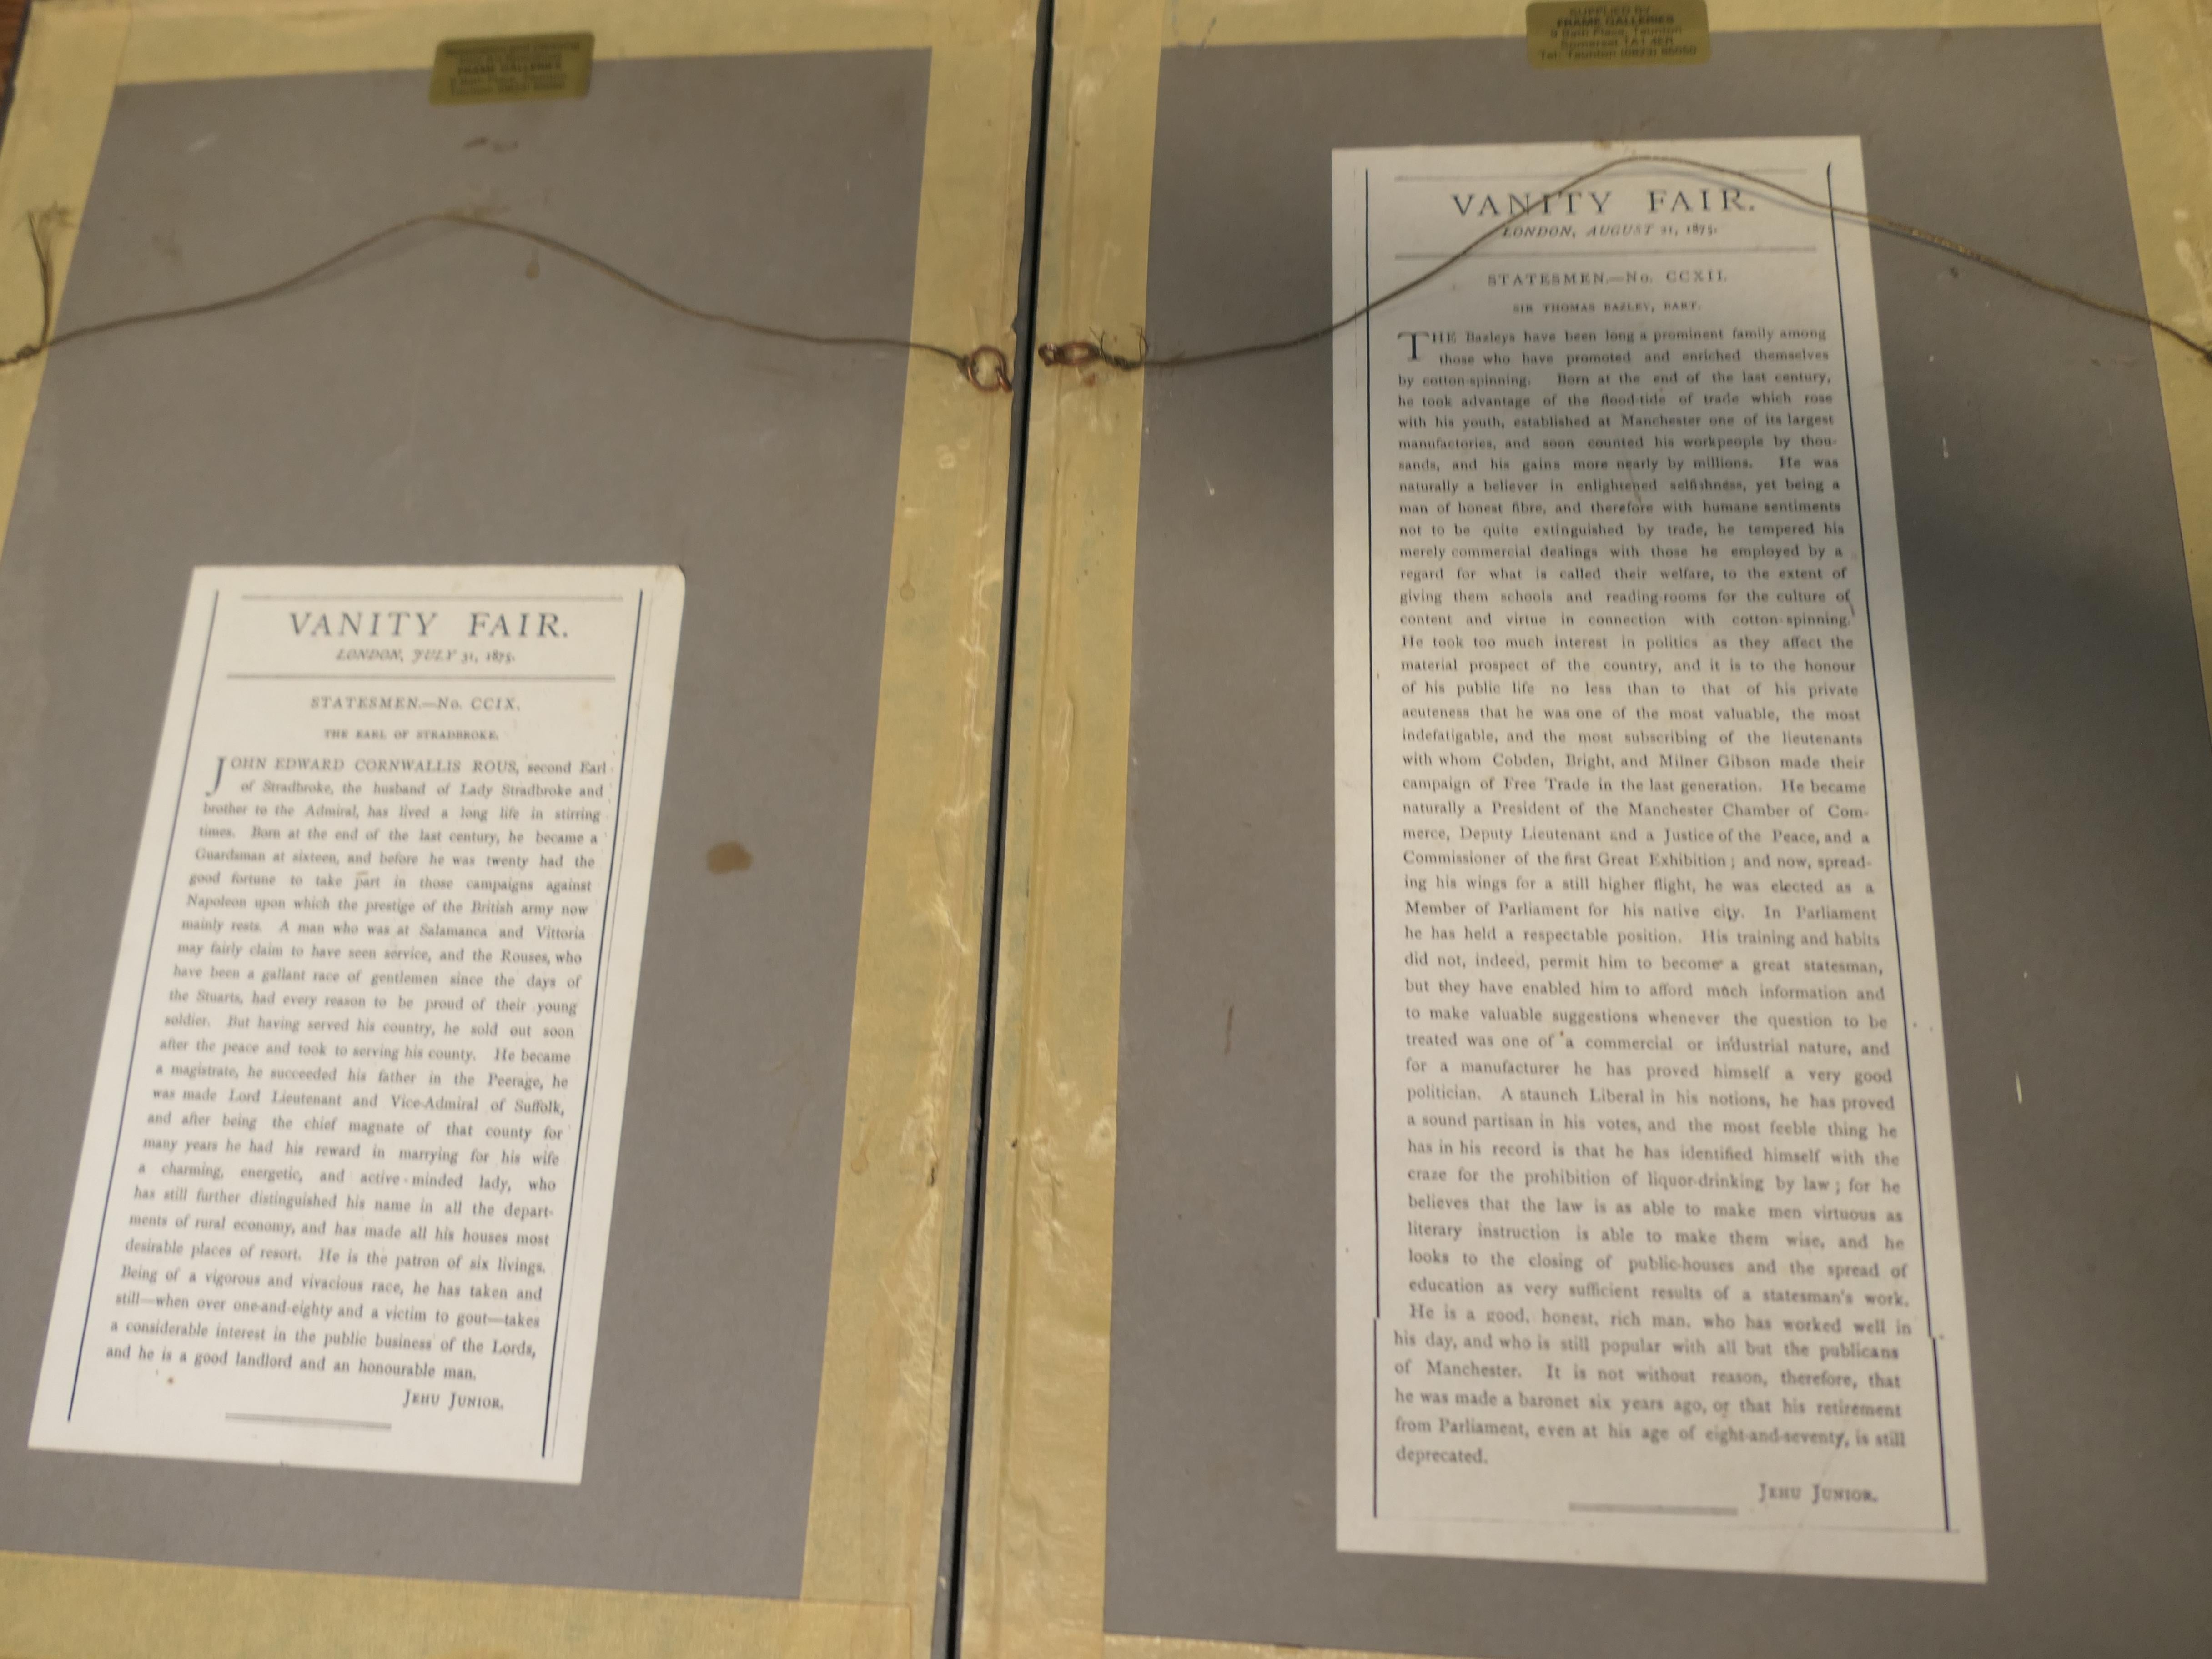 FRAME GALLERIES
VANITY FAIR.
LONDON, JULY 31, 1875.
STATESMEN.—No. CCIX.
THE EARL OF STRADBROKE.
JOHN EDWARD CORNWALLIS ROUS, second Earl
of Stradbroke, the husband of Lady Stradbroke and
brother to the Admiral, has lived a long life in stirring
times. Born at the end of the last century, he became a
Guardsman at sixteen, and before he was twenty had the
good fortune to take part in those campaigns against
Napoleon upon which the prestige of the British army now
mainly rests. A man who was at Salamanca and Vittoria
may fairly claim to have seen service, and the Rouses, who
have been a gallant race of gentlemen since the days of
the Stuarts, had every reason to be proud of their young
soldier. But having served his country, he sold out soon
after the peace and took to serving his county. He became
a magistrate, he succeeded his father in the Peerage, he
was made Lord Lieutenant and Vice-Admiral of Suffolk,
and after being the chief magnate of that county for
many years he had his reward in marrying for his wife
a charming, energetic, and active-minded lady, who
has still further distinguished his name in all the depart-
ments of rural economy, and has made all his houses most
desirable places of resort. He is the patron of six livings.
Being of a vigorous and vivacious race, he has taken and
still—when over one-and-eighty and a victim to gout—takes
a considerable interest in the public business of the Lords,
and he is a good landlord and an honourable man.
JEHU JUNIOR.
SUPPLIED BY
FRAME GALLERIES
Bath Place, Taunton
Somerset TA1 4ER
Tel: Taunton
VANITY FAIR.
LONDON, AUGUST 21, 1875.
STATESMEN.—No. CCXII.
SIR THOMAS BAZLEY, BART.
THE Bazleys have been long a prominent family among
those who have promoted and enriched themselves
by cotton-spinning. Born at the end of the last century,
he took advantage of the flood-tide of trade which rose
with his youth, established at Manchester one of its largest
manufactories, and soon counted his workpeople by thou-
sands, and his gains more nearly by millions. He was
naturally a believer in enlightened selfishness, yet being a
man of honest fibre, and therefore with humane sentiments
not to be quite extinguished by trade, he tempered his
merely commercial dealings with those he employed by a
regard for what is called their welfare, to the extent of
giving them schools and reading-rooms for the culture of
content and virtue in connection with cotton-spinning.
He took too much interest in politics as they affect the
material prospect of the country, and it is to the honour
of his public life no less than to that of his private
acuteness that he was one of the most valuable, the most
indefatigable, and the most subscribing of the lieutenants
with whom Cobden, Bright, and Milner Gibson made their
campaign of Free Trade in the last generation. He became
naturally a President of the Manchester Chamber of Com-
merce, Deputy Lieutenant and a Justice of the Peace, and a
Commissioner of the first Great Exhibition; and now, spread-
ing his wings for a still higher flight, he was elected as a
Member of Parliament for his native city. In Parliament
he has held a respectable position. His training and habits
did not, indeed, permit him to become a great statesman,
but they have enabled him to afford much information and
to make valuable suggestions whenever the question to be
treated was one of a commercial or industrial nature, and
for a manufacturer he has proved himself a very good
politician. A staunch Liberal in his notions, he has proved
a sound partisan in his votes, and the most feeble thing he
has in his record is that he has identified himself with the
craze for the prohibition of liquor-drinking by law; for he
believes that the law is as able to make men virtuous as
literary instruction is able to make them wise, and he
looks to the closing of public-houses and the spread of
education as very sufficient results of a statesman's work.
He is a good, honest, rich man, who has worked well in
his day, and who is still popular with all but the publicans
of Manchester. It is not without reason, therefore, that
he was made a baronet six years ago, or that his retirement
from Parliament, even at his age of eight-and-seventy, is still
deprecated.
JEHU JUNIOR.